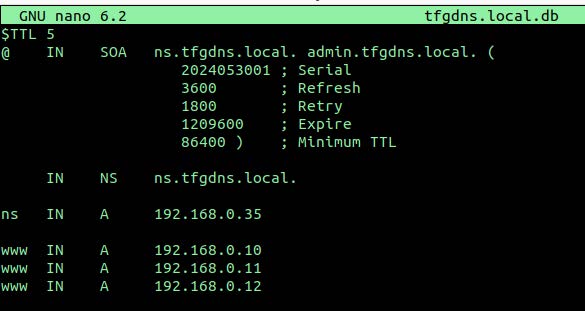 GNU nano 6.2 tfgdns.local.db
$TTL 5
@ IN SOA ns.tfgdns.local. admin.tfgdns.local. (
2024053001 ; Serial
3600 ; Refresh
1800 ; Retry
1209600 ; Expire
86400 ) ; Minimum TTL
IN NS ns.tfgdns.local.
ns IN A 192.168.0.35
www IN A 192.168.0.10
www IN A 192.168.0.11
www IN A 192.168.0.12